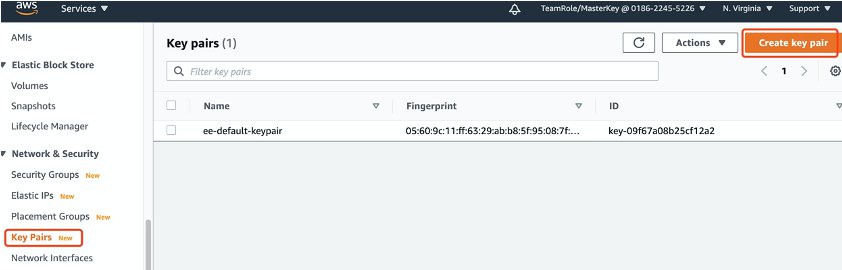 aws
Services
TeamRole/MasterKey @ 0186-2245-5226
N. Virginia
Support
AMIs
Elastic Block Store
Volumes
Snapshots
Lifecycle Manager
Network & Security
Security Groups New
Elastic IPs New
Placement Groups New
Key Pairs New
Network Interfaces
Key pairs (1)
Actions
Create key pair
Filter key pairs
1
Name Fingerprint ID
ee-default-keypair 05:60:9c:11:ff:63:29:ab:b8:5f:95:08:7f:... key-09f67a08b25cf12a2